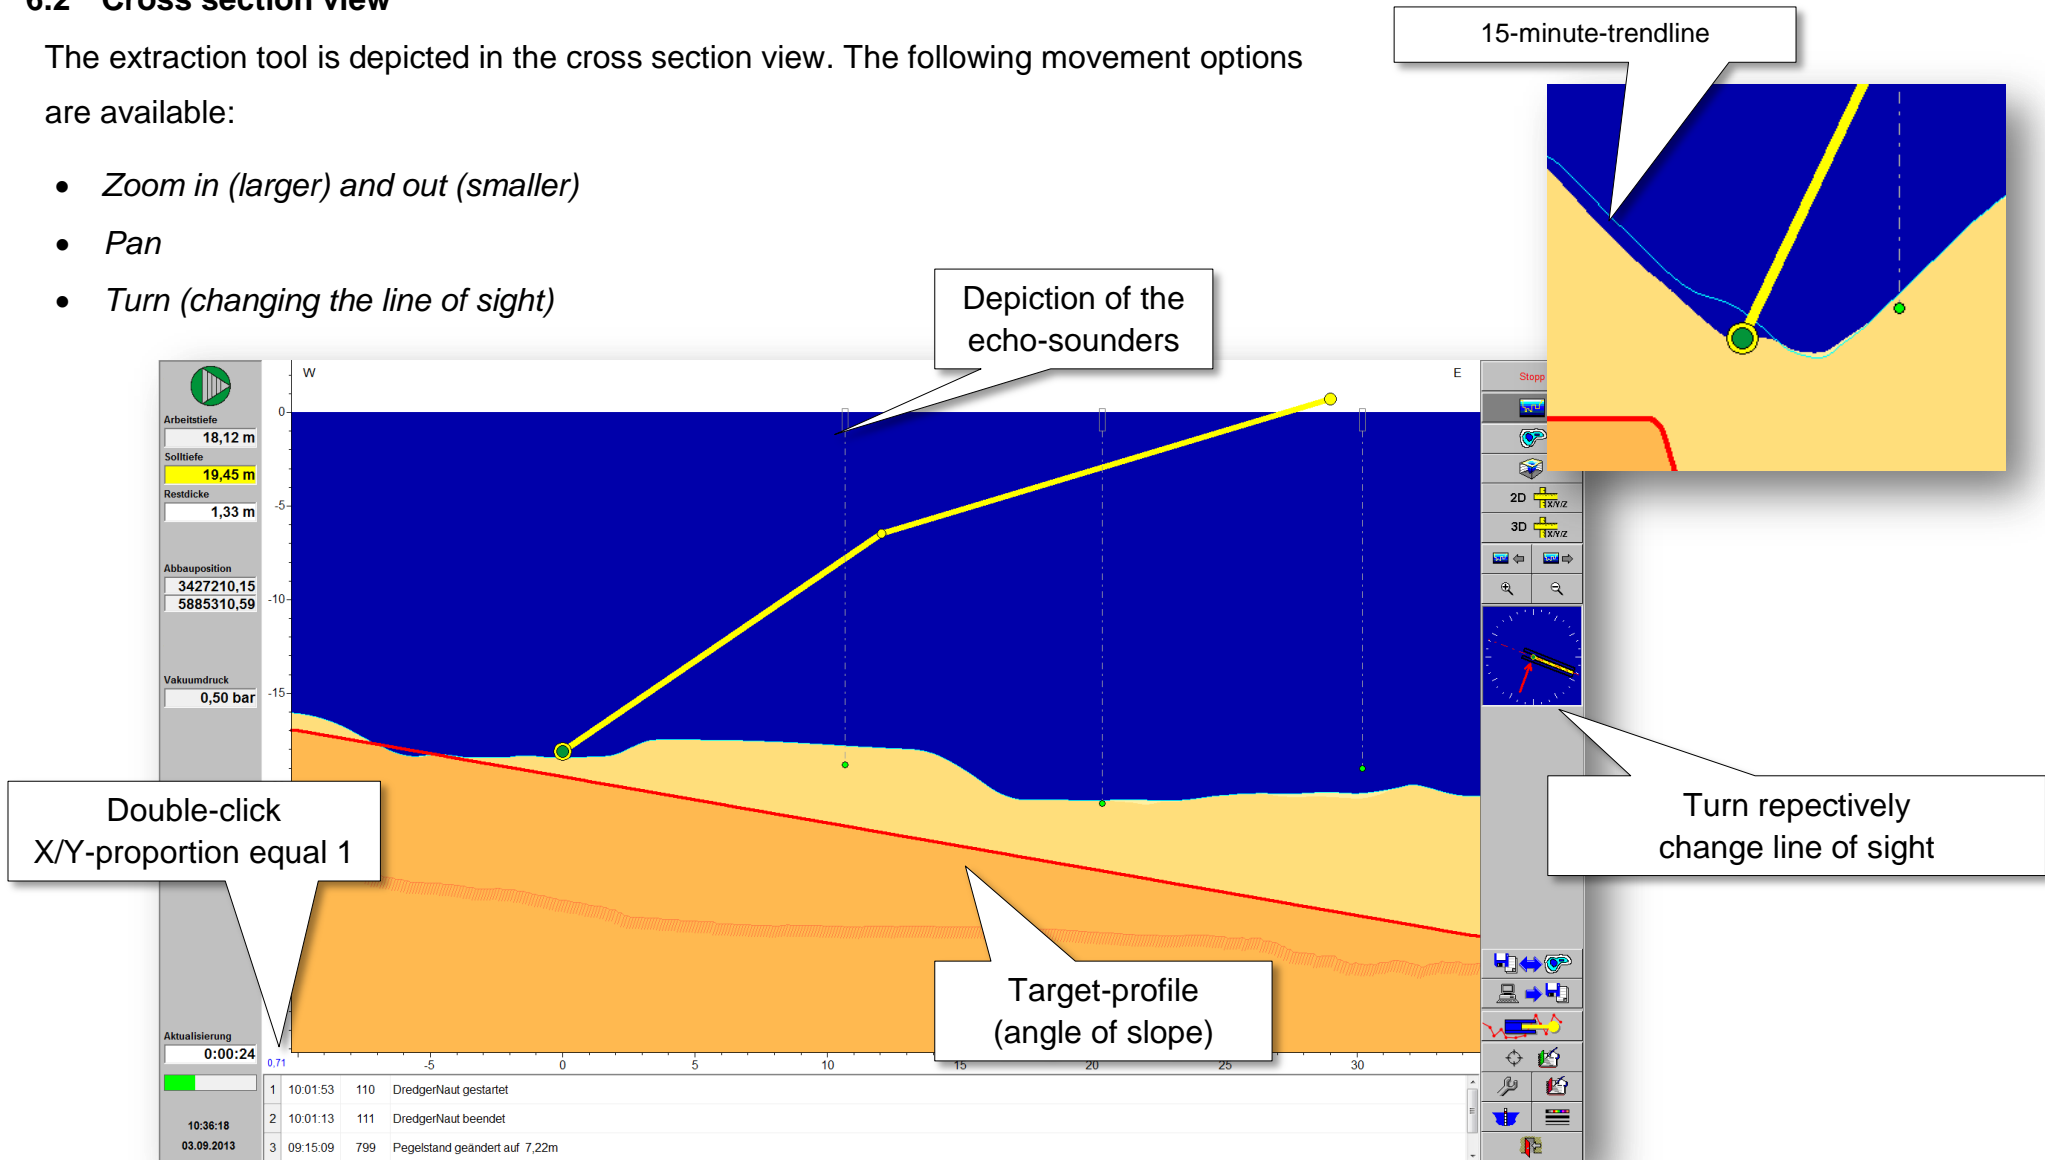 6.2 Cross section view
The extraction tool is depicted in the cross section view. The following movement options
are available:
• Zoom in (larger) and out (smaller)
• Pan
• Turn (changing the line of sight)
15-minute-trendline
Depiction of the
echo-sounders
W
E
Stopp
Arbeitstiefe
18,12 m
Solltiefe
19,45 m
Restdicke
1,33 m
Abbauposition
3427210,15
5885310,59
Vakuumdruck
0,50 bar
0
-5
-10
-15
2D X/Y/Z
3D X/Y/Z
Double-click
X/Y-proportion equal 1
Turn repectively
change line of sight
Target-profile
(angle of slope)
Aktualisierung
0:00:24
10:36:18
03.09.2013
0,71
-5 0 5 10 15 20 25 30
1 10:01:53 110 DredgerNaut gestartet
2 10:01:13 111 DredgerNaut beendet
3 09:15:09 799 Pegelstand geändert auf 7,22m